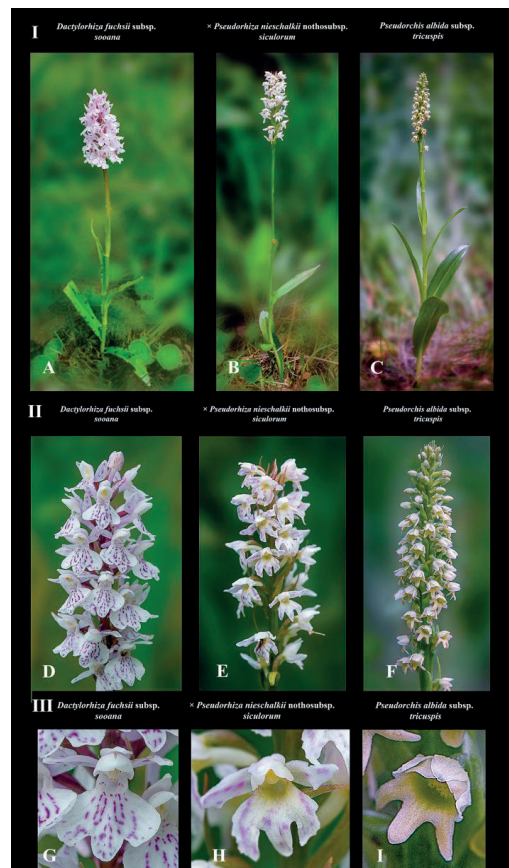 I
Dactylorhiza fuchsii subsp.
sooana
× Pseudorhiza nieschalkii nothosubsp.
siculorum
Pseudorchis albida subsp.
tricuspis
A
B
C
II
Dactylorhiza fuchsii subsp.
sooana
× Pseudorhiza nieschalkii nothosubsp.
siculorum
Pseudorchis albida subsp.
tricuspis
D
E
F
III
Dactylorhiza fuchsii subsp.
sooana
× Pseudorhiza nieschalkii nothosubsp.
siculorum
Pseudorchis albida subsp.
tricuspis
G
H
I